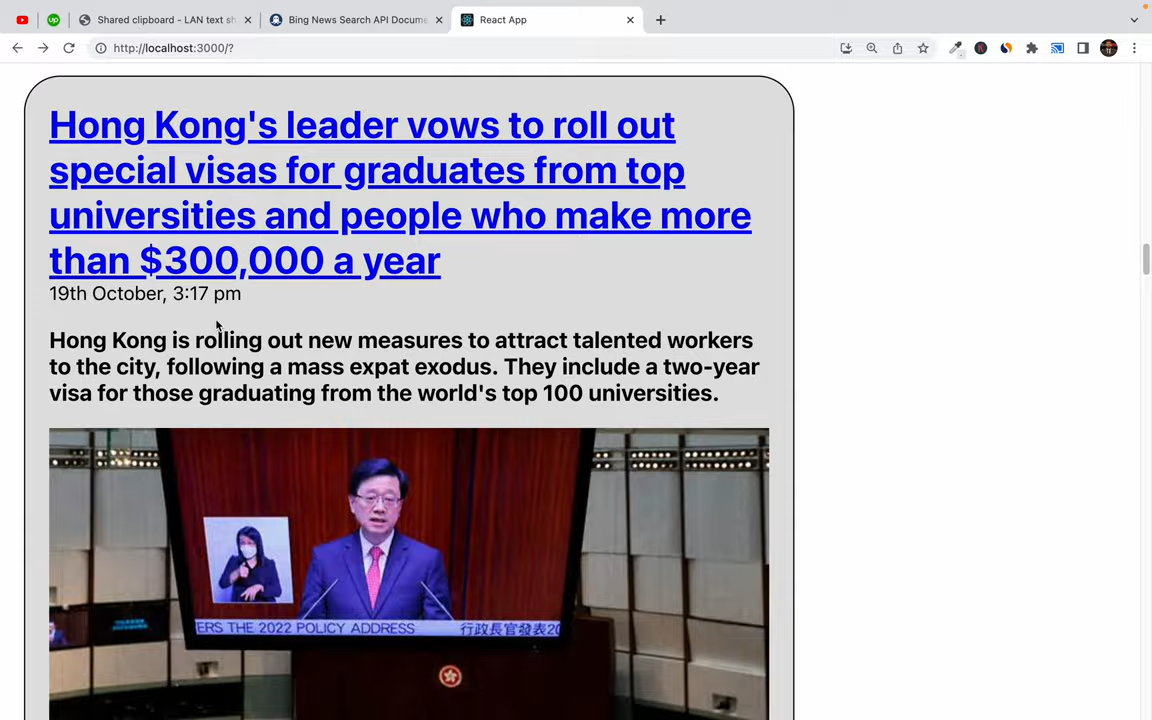 Shared clipboard - LAN text sh
Bing News Search API Docume
React App
http://localhost:3000/?
Hong Kong's leader vows to roll out
special visas for graduates from top
universities and people who make more
than $300,000 a year
19th October, 3:17 pm
Hong Kong is rolling out new measures to attract talented workers
to the city, following a mass expat exodus. They include a two-year
visa for those graduating from the world's top 100 universities.
ERS THE 2022 POLICY ADDRESS 行政長官發表20